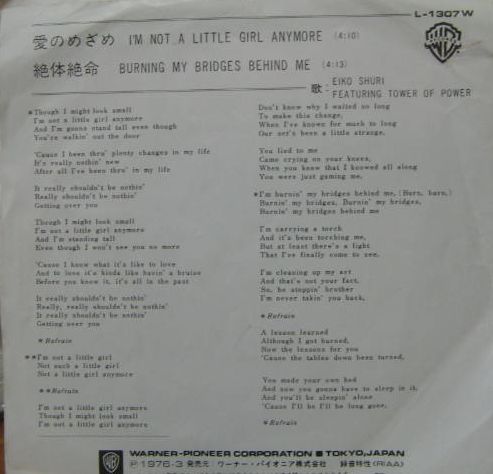 L-1307W
愛のめざめ I'M NOT A LITTLE GIRL ANYMORE (4:10)
絶体絶命 BURNING MY BRIDGES BEHIND ME (4:13)
歌: EIKO SHURI
FEATURING TOWER OF POWER
*Though I might look small
I'm not a little girl anymore
And I'm gonna stand tall even though
You're walkin' out the door
'Cause I been thru' plenty changes in my life
It's really nothin' new
After all I've been thru' in my life
It really shouldn't be nothin'
Really shouldn't be nothin'
Getting over you
Though I might look small
I'm not a little girl anymore
And I'm standing tall
Even though I won't see you no more
'Cause I know what it's like to love
And to love it's kinda like havin' a bruise
Before you know it, it's all in the past
It really shouldn't be nothin'
Really, really shouldn't be nothin'
It really shouldn't be nothin'
Getting over you
*Refrain
**I'm not a little girl
Not such a little girl
Not a little girl anymore
**Refrain
I'm not a little girl anymore
Though I might look small
I'm not a little girl anymore
Don't know why I waited so long
To make this change,
When I've known for much to long
Our act's been a little strange.
You lied to me
Came crying on your knees,
When you knew that I knowed all along
You were just gaming me.
*I'm burnin' my bridges behind me, (Burn, burn,)
Burnin' my bridges, Burnin' my bridges,
Burnin' my bridges behind me
I'm carrying a torch
And it's been torching me,
But at least there's a light
That I've finally come to see.
I'm cleaning up my act
And that's not your fact,
So, be stoppin' brother
I'm never takin' you back.
*Refrain
A lesson learned
Although I got burned,
Now the lessons for you
'Cause the tables down been turned,
You made your own bed
And now you gonna have to sleep in it,
And you'll be sleepin' alone
'Cause I'll be I'll be long gone.
*Refrain
WARNER-PIONEER CORPORATION ■ TOKYO, JAPAN
Ⓟ1976・3 発売元：ワーナー・パイオニア株式会社 録音特性(RIAA)